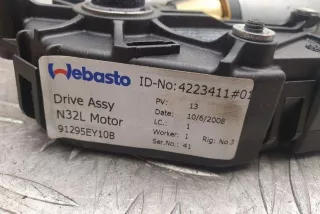 Webasto
ID-No:4223411#01
Drive Assy
N32L Motor
91295EY10B
PV: 13
Date: 10/6/2008
LC.: 1
Worker: 1 Rig. No.3
Ser.No.: 41